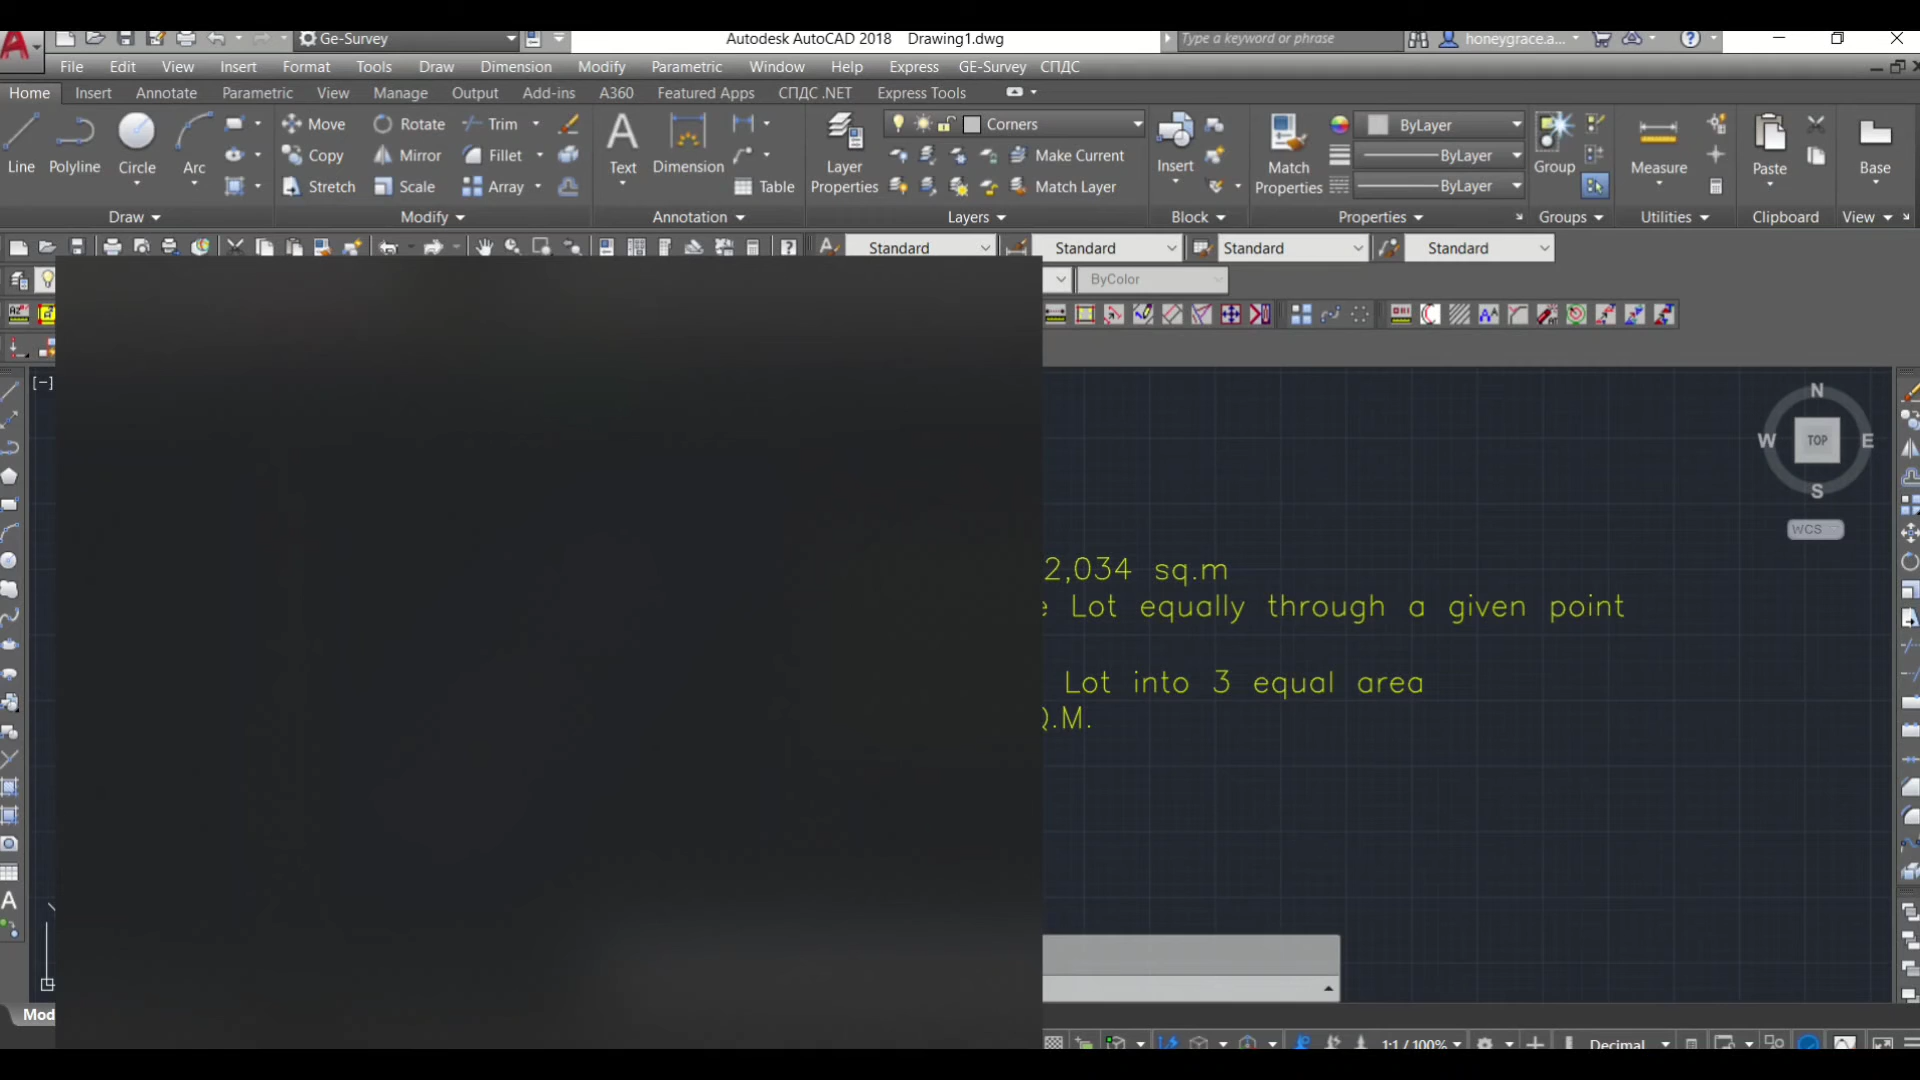 Ge-Survey
Autodesk AutoCAD 2018 Drawing1.dwg
Type a keyword or phrase
honeygrace.a...
File Edit View Insert Format Tools Draw Dimension Modify Parametric Window Help Express GE-Survey СПДС
Home Insert Annotate Parametric View Manage Output Add-ins A360 Featured Apps СПДС .NET Express Tools
Move Rotate Trim Corners ByLayer
Line Polyline Circle Arc Copy Mirror Fillet Text Dimension Layer Properties Make Current Insert Match Properties ByLayer Group Measure Paste Base
Stretch Scale Array Table Match Layer ByLayer
Draw Modify Annotation Layers Block Properties Groups Utilities Clipboard View
Standard Standard Standard Standard
ByColor
[−]
N
W TOP E
S
WCS
2,034 sq.m
Lot equally through a given point
Lot into 3 equal area
Q.M.
A
Mod
1:1 / 100% Decimal